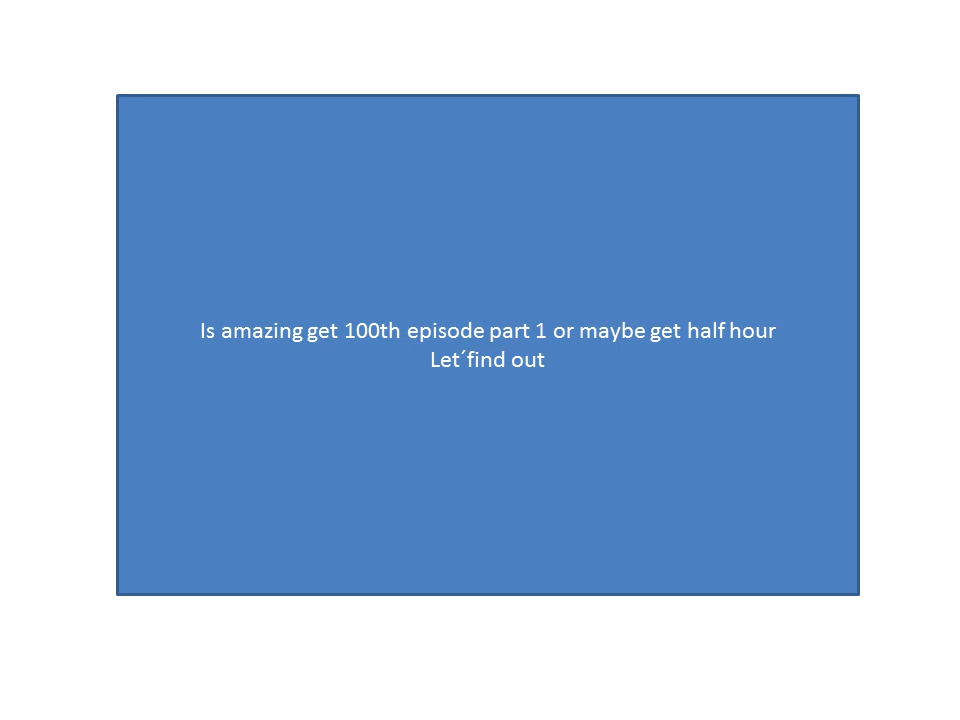 Is amazing get 100th episode part 1 or maybe get half hour
Let´find out